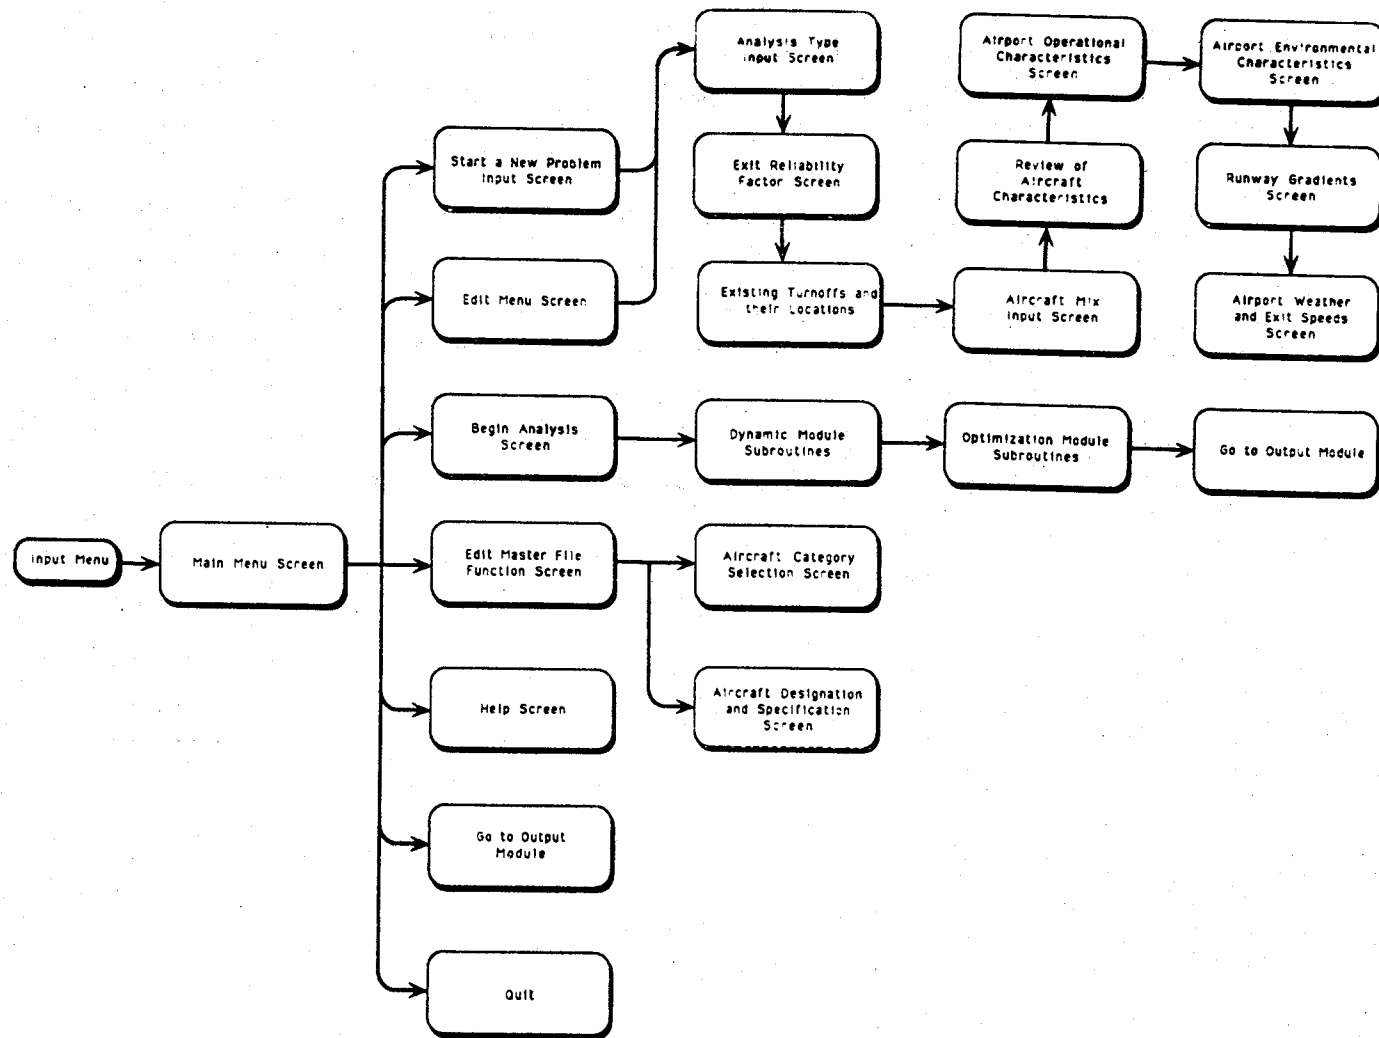 Analysis Type
Input Screen
Airport Operational
Characteristics
Screen
Airport Environmental
Characteristics
Screen
Start a New Problem
Input Screen
Exit Reliability
Factor Screen
Review of
Aircraft
Characteristics
Runway Gradients
Screen
Edit Menu Screen
Existing Turnoffs and
their Locations
Aircraft Mix
Input Screen
Airport Weather
and Exit Speeds
Screen
Begin Analysis
Screen
Dynamic Module
Subroutines
Optimization Module
Subroutines
Go to Output Module
Input Menu
Main Menu Screen
Edit Master File
Function Screen
Aircraft Category
Selection Screen
Help Screen
Aircraft Designation
and Specification
Screen
Go to Output
Module
Quit